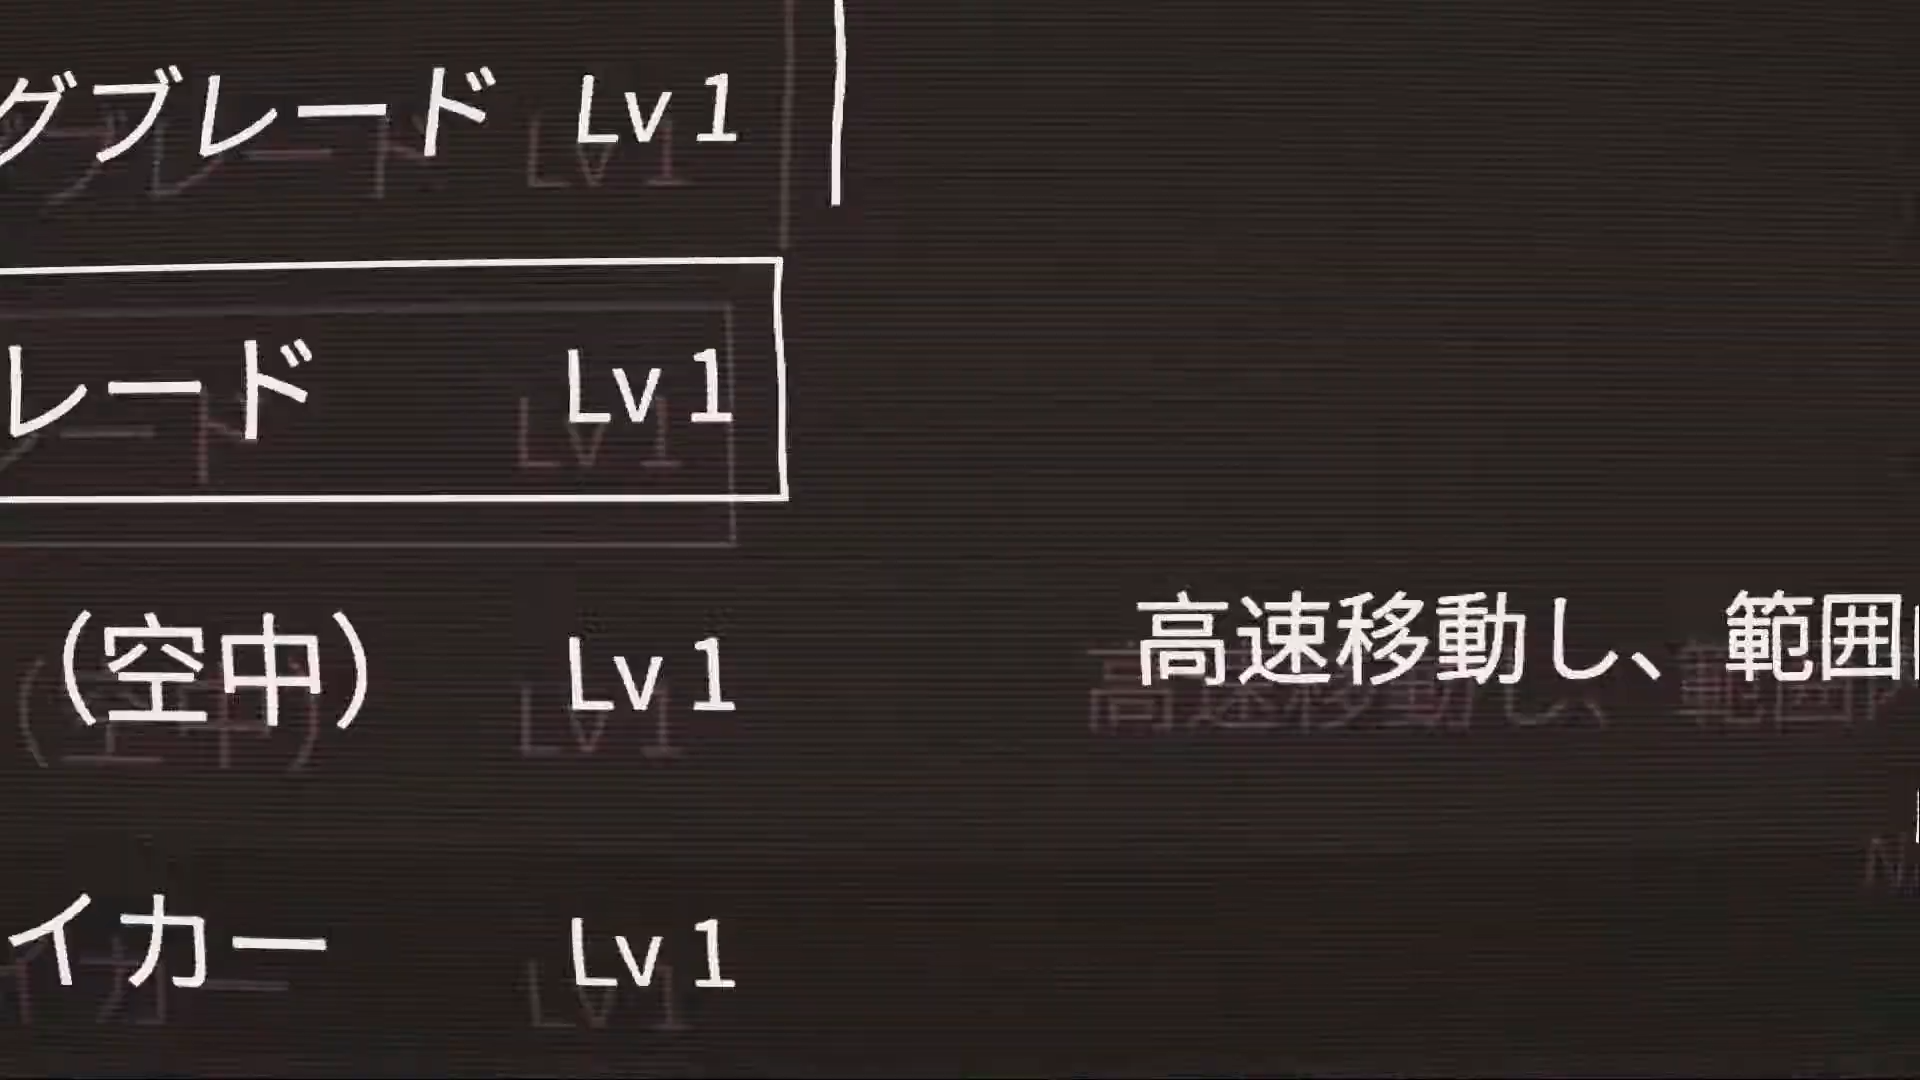 グブレード Lv 1
レード Lv 1
(空中) Lv 1
高速移動し、範囲
イカー Lv 1